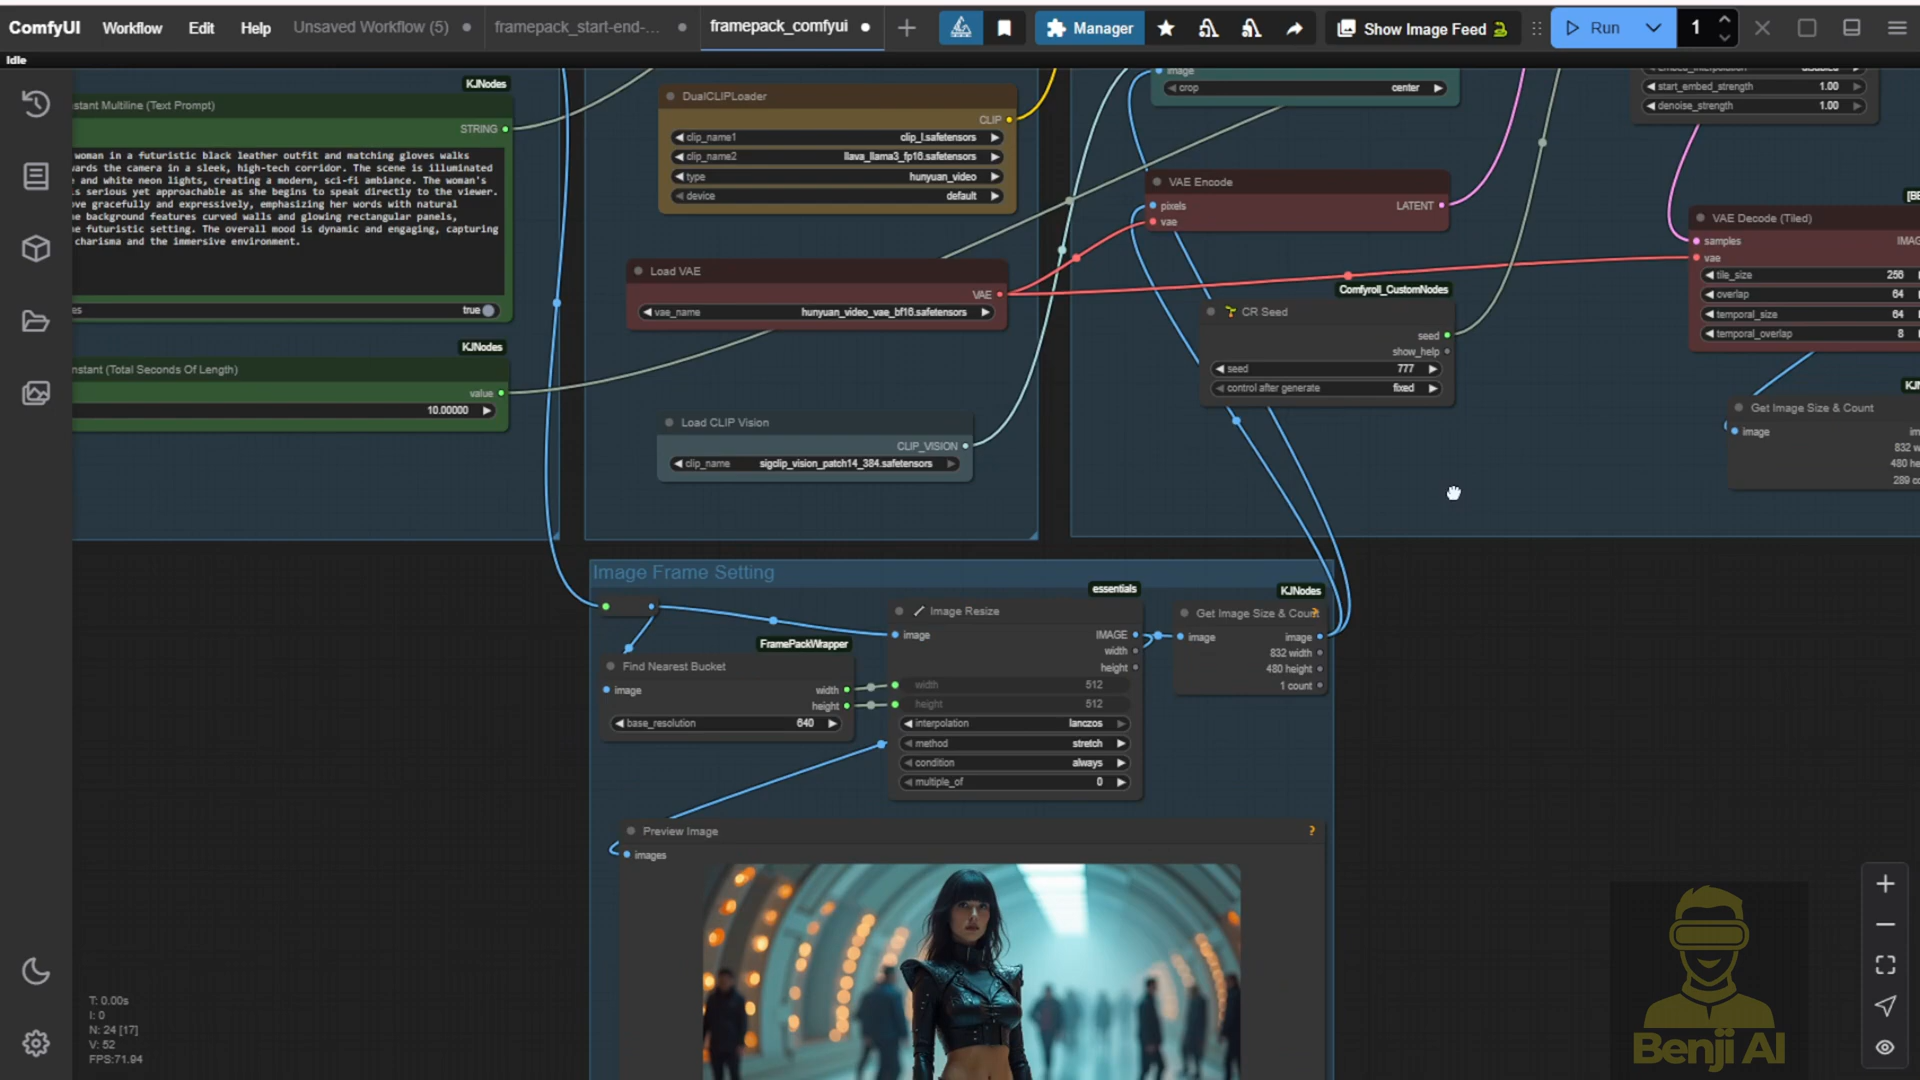 ComfyUI
Workflow
Edit
Help
Unsaved Workflow (5)
framepack_start-end-...
framepack_comfyui
Manager
Show Image Feed
Run
1
Idle
KJNodes
stant Multiline (Text Prompt)
STRING
woman in a futuristic black leather outfit and matching gloves walks
wards the camera in a sleek, high-tech corridor. The scene is illuminated
e and white neon lights, creating a modern, sci-fi ambiance. The woman's
is serious yet approachable as she begins to speak directly to the viewer.
ove gracefully and expressively, emphasizing her words with natural
he background features curved walls and glowing rectangular panels,
e futuristic setting. The overall mood is dynamic and engaging, capturing
charisma and the immersive environment.
es
true
KJNodes
nstant (Total Seconds Of Length)
value
10.00000
DualCLIPLoader
CLIP
clip_name1
clip_l.safetensors
clip_name2
llava_llama3_fp16.safetensors
type
hunyuan_video
device
default
Load VAE
VAE
vae_name
hunyuan_video_vae_bf16.safetensors
Load CLIP Vision
CLIP_VISION
clip_name
sigclip_vision_patch14_384.safetensors
image
crop
center
VAE Encode
pixels
LATENT
vae
Comfyroll_CustomNodes
CR Seed
seed
show_help
seed
777
control after generate
fixed
start_embed_strength
1.00
denoise_strength
1.00
VAE Decode (Tiled)
samples
IMAG
vae
tile_size
256
overlap
64
temporal_size
64
temporal_overlap
8
Get Image Size & Count
image
832 w
480 he
289 co
Image Frame Setting
essentials
KJNodes
FramePackWrapper
Find Nearest Bucket
image
width
height
base_resolution
640
Image Resize
image
IMAGE
width
height
width
512
height
512
interpolation
lanczos
method
stretch
condition
always
multiple_of
0
Get Image Size & Count
image
image
832 width
480 height
1 count
Preview Image
?
images
T: 0.00s
I: 0
N: 24 [17]
V: 52
FPS:71.94
Benji AI